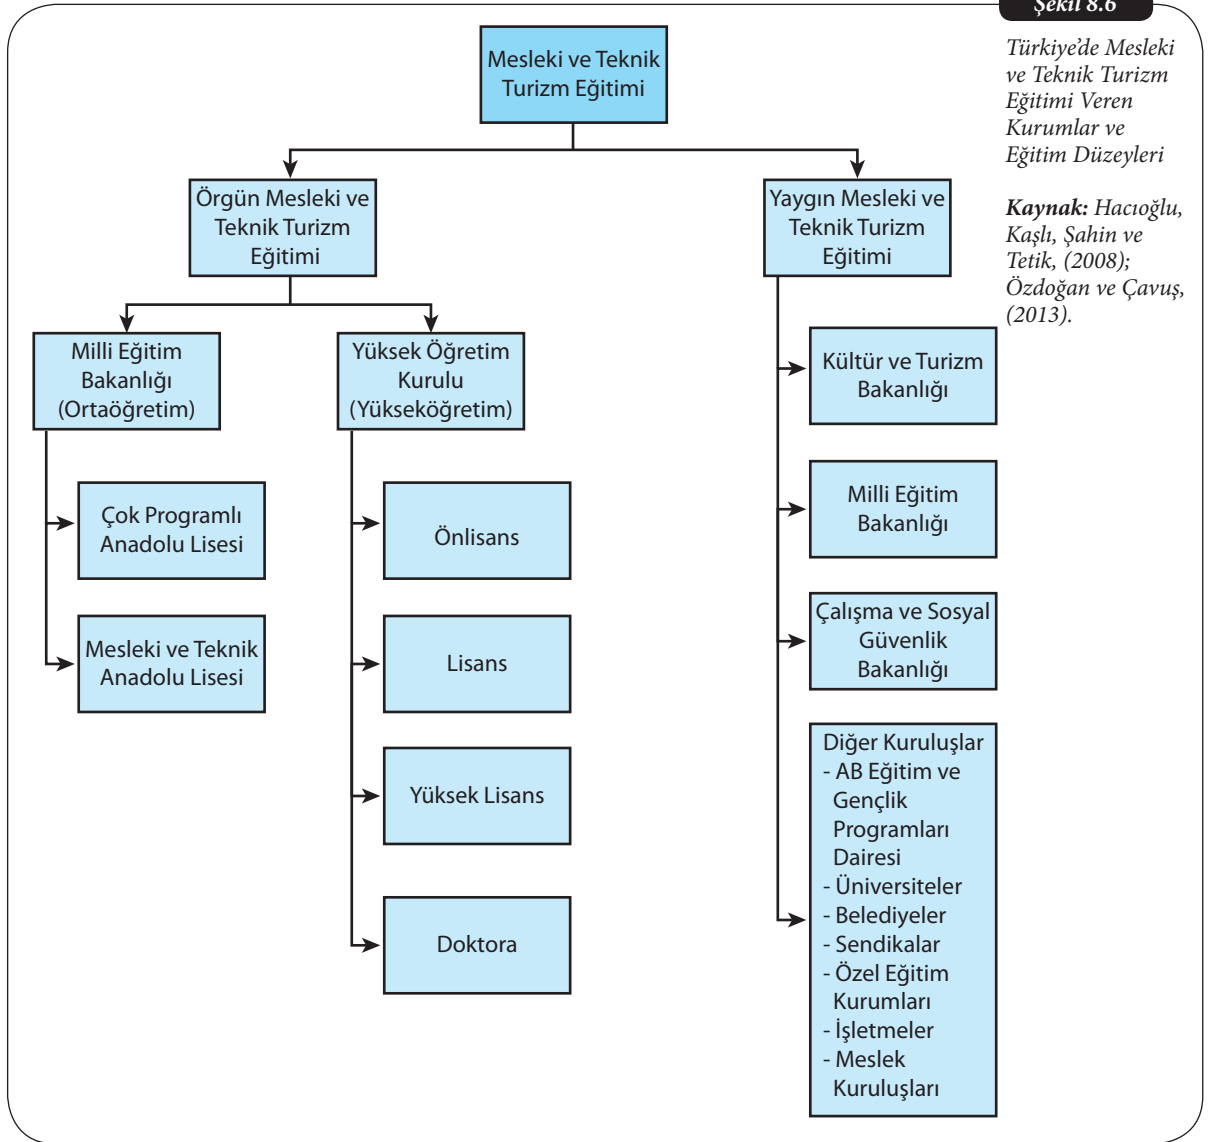 Şekil 8.6
Türkiye'de Mesleki
ve Teknik Turizm
Eğitimi Veren
Kurumlar ve
Eğitim Düzeyleri
Kaynak: Hacıoğlu,
Kaşlı, Şahin ve
Tetik, (2008);
Özdoğan ve Çavuş,
(2013).
Mesleki ve Teknik
Turizm Eğitimi
Örgün Mesleki ve
Teknik Turizm
Eğitimi
Milli Eğitim
Bakanlığı
(Ortaöğretim)
Çok Programlı
Anadolu Lisesi
Mesleki ve Teknik
Anadolu Lisesi
Yüksek Öğretim
Kurulu
(Yükseköğretim)
Önlisans
Lisans
Yüksek Lisans
Doktora
Yaygın Mesleki ve
Teknik Turizm
Eğitimi
Kültür ve Turizm
Bakanlığı
Milli Eğitim
Bakanlığı
Çalışma ve Sosyal
Güvenlik
Bakanlığı
Diğer Kuruluşlar
- AB Eğitim ve
Gençlik
Programları
Dairesi
- Üniversiteler
- Belediyeler
- Sendikalar
- Özel Eğitim
Kurumları
- İşletmeler
- Meslek
Kuruluşları